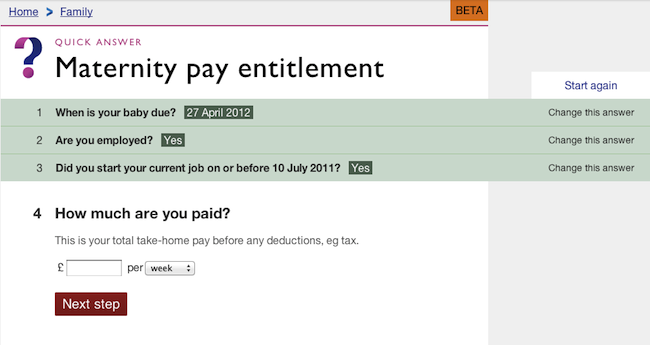 Home > Family
BETA
QUICK ANSWER
? Maternity pay entitlement
Start again
1 When is your baby due? 27 April 2012 Change this answer
2 Are you employed? Yes Change this answer
3 Did you start your current job on or before 10 July 2011? Yes Change this answer
4 How much are you paid?
This is your total take-home pay before any deductions, eg tax.
£ per week
Next step